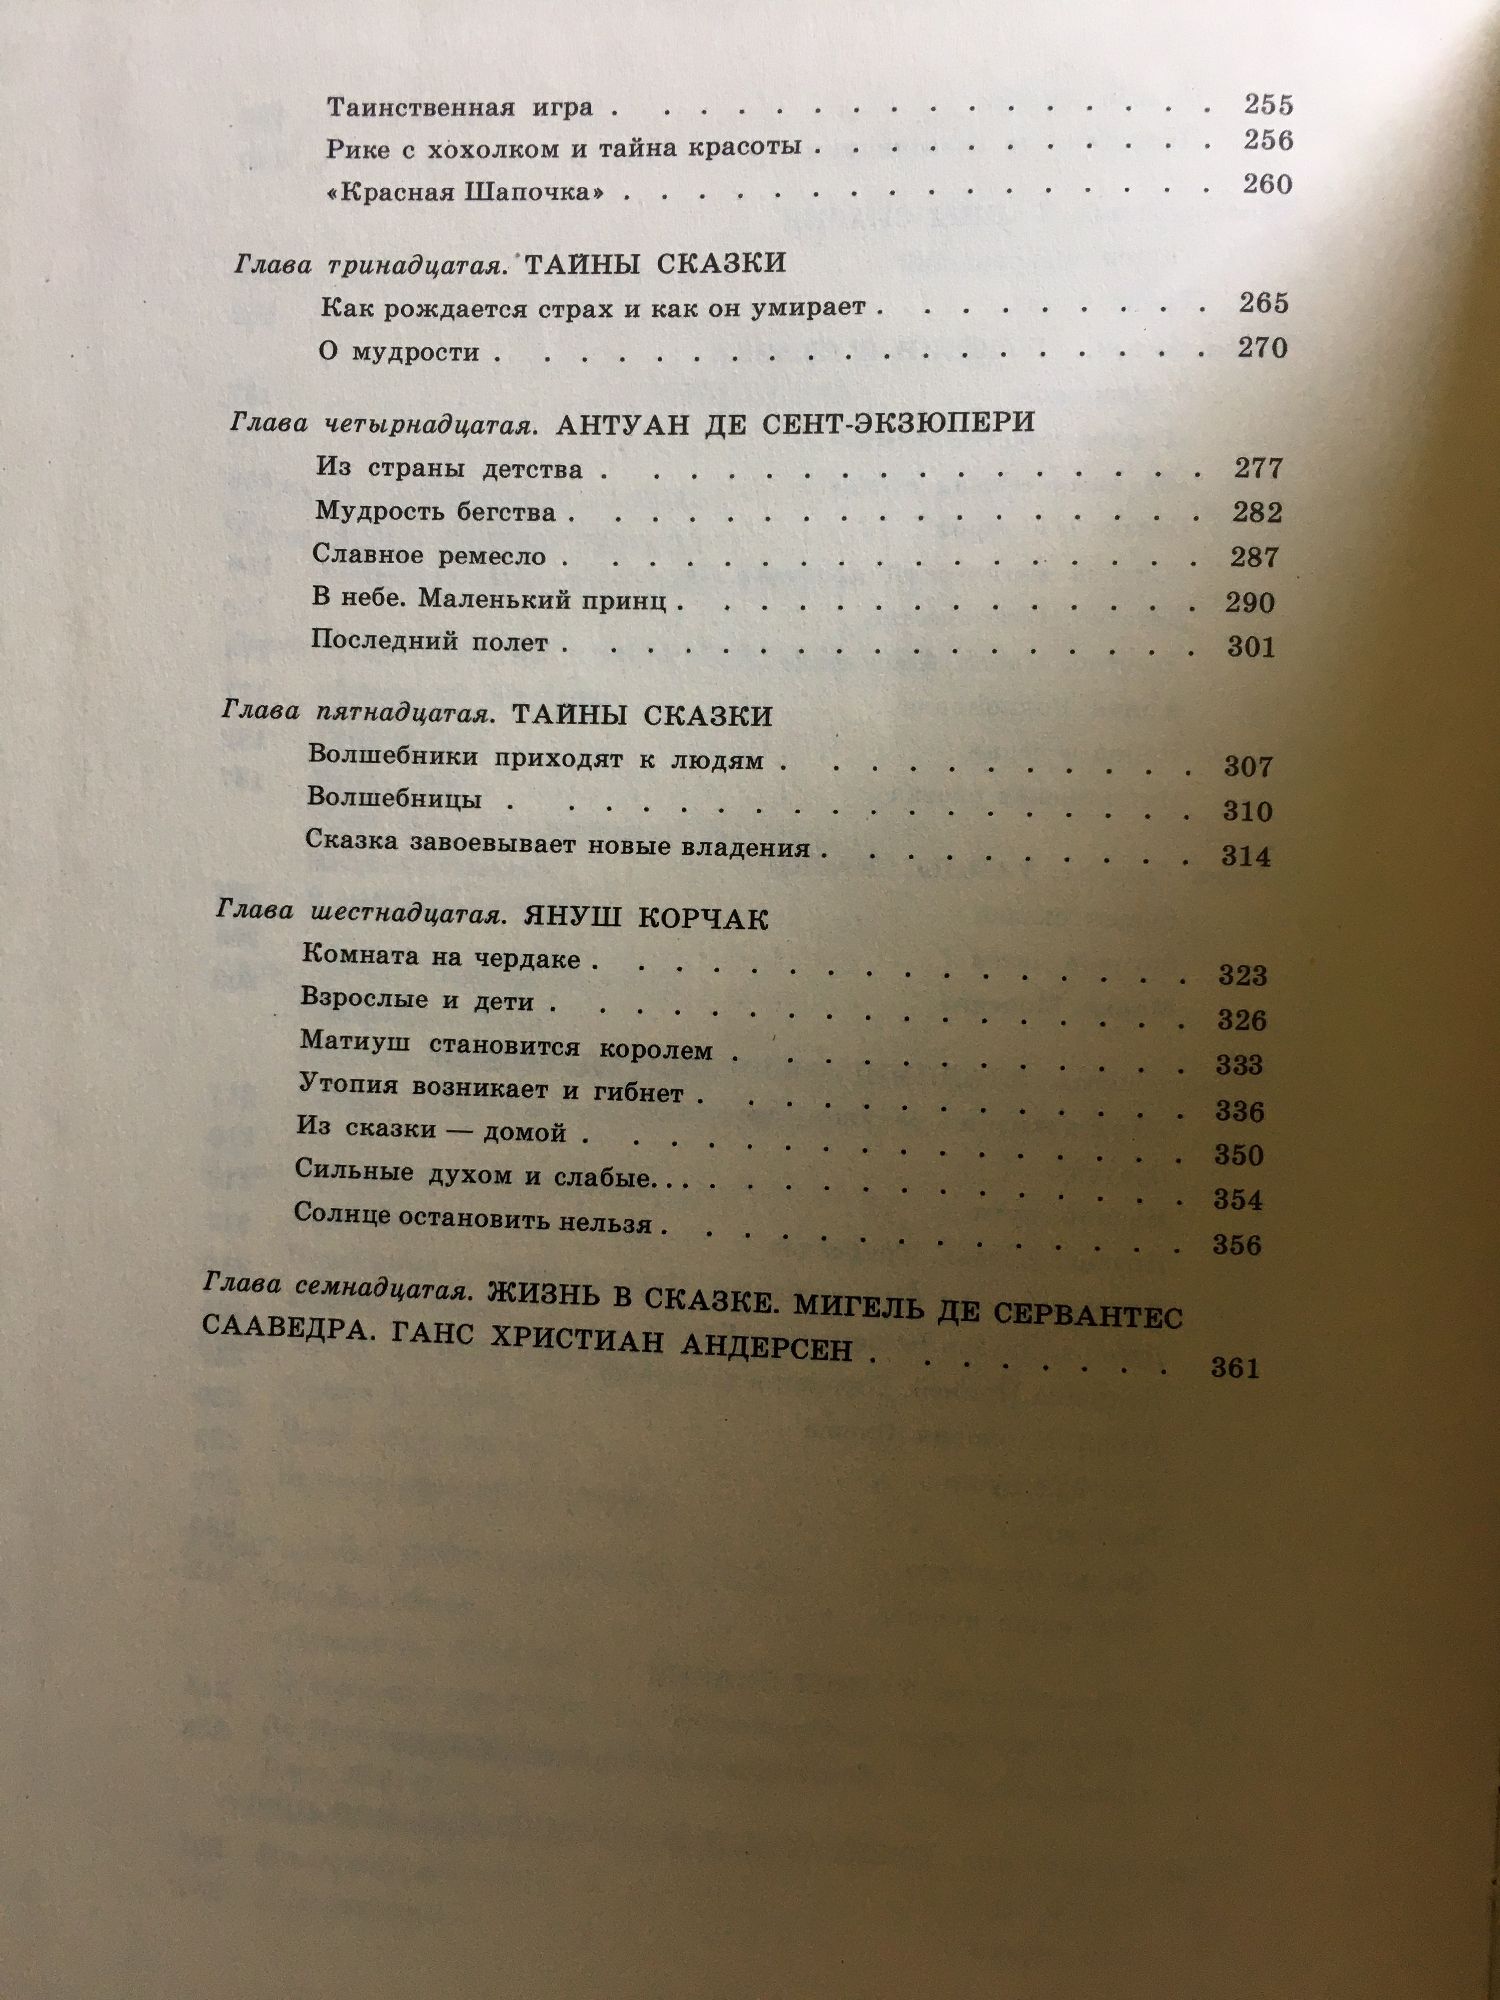 Таинственная игра . . . . . . . . . . . . . . . . 255
Рике с хохолком и тайна красоты . . . . . . . . . . . 256
«Красная Шапочка» . . . . . . . . . . . . . . . . 260
Глава тринадцатая. ТАЙНЫ СКАЗКИ
Как рождается страх и как он умирает . . . . . . . . . 265
О мудрости . . . . . . . . . . . . . . . . . . 270
Глава четырнадцатая. АНТУАН ДЕ СЕНТ-ЭКЗЮПЕРИ
Из страны детства . . . . . . . . . . . . . . . . 277
Мудрость бегства . . . . . . . . . . . . . . . . . 282
Славное ремесло . . . . . . . . . . . . . . . . . 287
В небе. Маленький принц . . . . . . . . . . . . . . 290
Последний полет . . . . . . . . . . . . . . . . . 301
Глава пятнадцатая. ТАЙНЫ СКАЗКИ
Волшебники приходят к людям . . . . . . . . . . . 307
Волшебницы . . . . . . . . . . . . . . . . . 310
Сказка завоевывает новые владения . . . . . . . . . . 314
Глава шестнадцатая. ЯНУШ КОРЧАК
Комната на чердаке . . . . . . . . . . . . . . . . 323
Взрослые и дети . . . . . . . . . . . . . . . . . 326
Матиуш становится королем . . . . . . . . . . . . 333
Утопия возникает и гибнет . . . . . . . . . . . . . 336
Из сказки — домой . . . . . . . . . . . . . . . . 350
Сильные духом и слабые. . . . . . . . . . . . . . . . 354
Солнце остановить нельзя . . . . . . . . . . . . . . 356
Глава семнадцатая. ЖИЗНЬ В СКАЗКЕ. МИГЕЛЬ ДЕ СЕРВАНТЕС
СААВЕДРА. ГАНС ХРИСТИАН АНДЕРСЕН . . . . . . . . 361